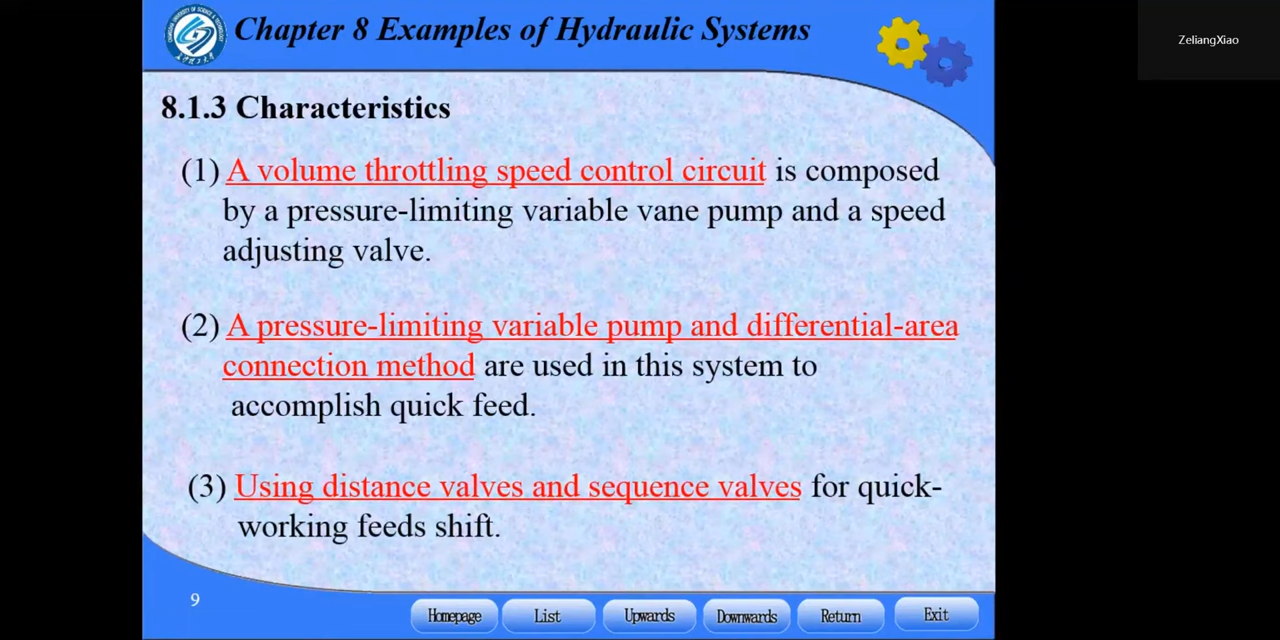 Chapter 8 Examples of Hydraulic Systems
ZeliangXiao
8.1.3 Characteristics
(1) A volume throttling speed control circuit is composed
by a pressure-limiting variable vane pump and a speed
adjusting valve.
(2) A pressure-limiting variable pump and differential-area
connection method are used in this system to
accomplish quick feed.
(3) Using distance valves and sequence valves for quick-
working feeds shift.
9
Homepage
List
Upwards
Downwards
Return
Exit